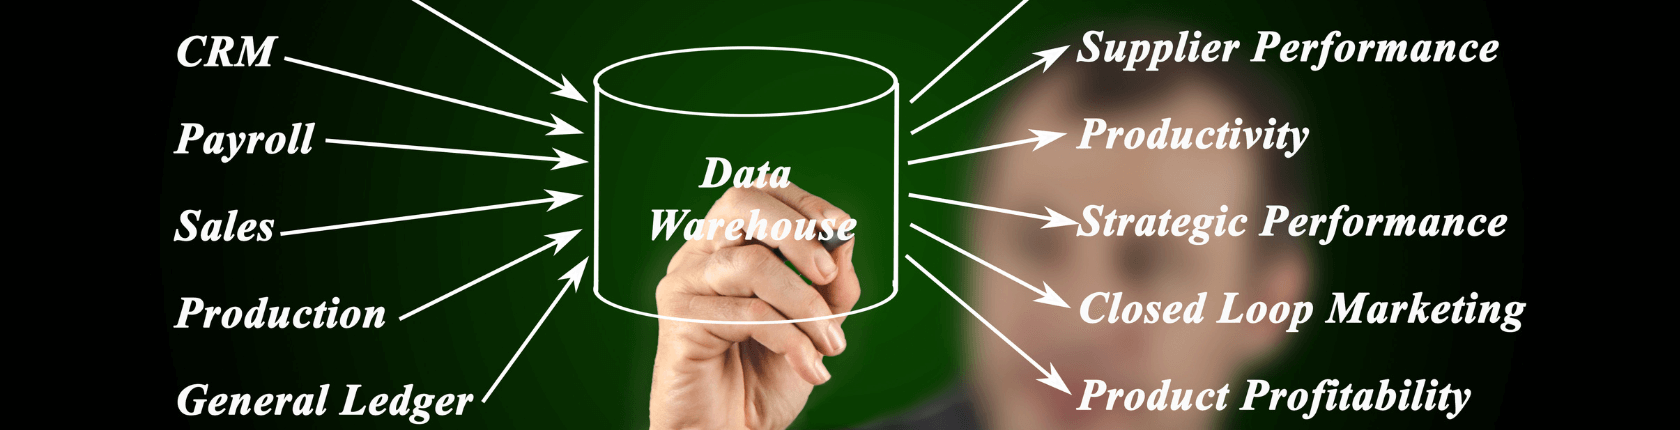 CRM
Payroll
Sales
Production
General Ledger
Data
Warehouse
Supplier Performance
Productivity
Strategic Performance
Closed Loop Marketing
Product Profitability